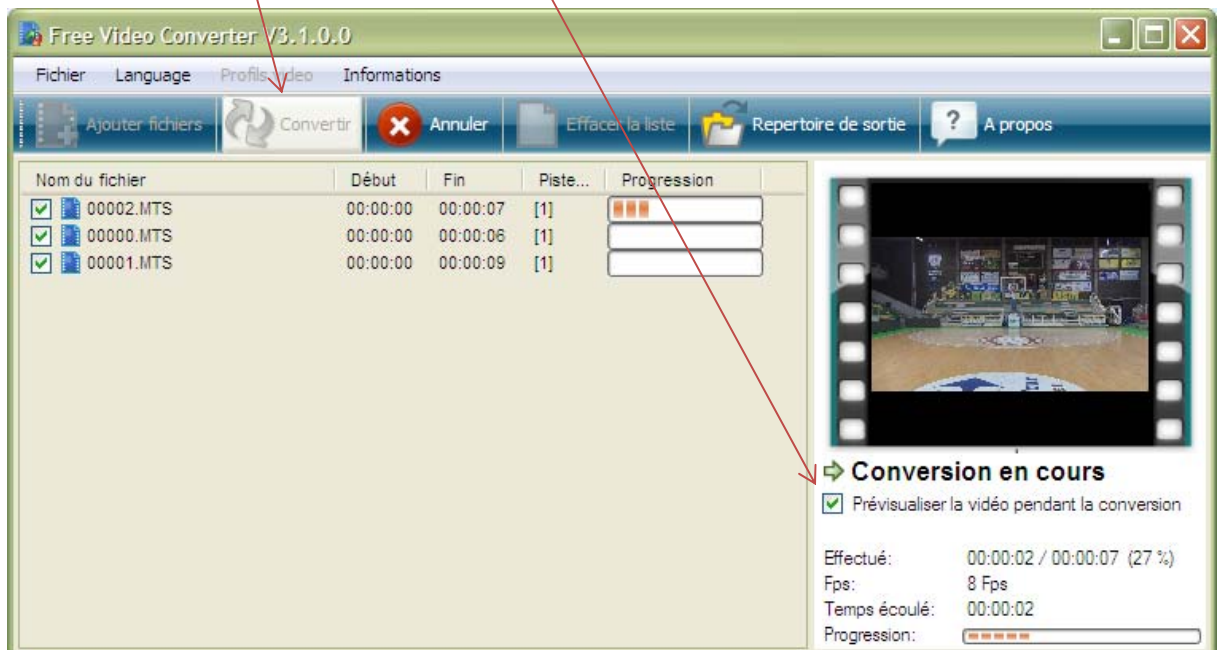 Free Video Converter V3.1.0.0
Fichier Language Profils video Informations
Ajouter fichiers Convertir Annuler Effacer la liste Repertoire de sortie ? A propos
Nom du fichier Début Fin Piste... Progression
00002.MTS 00:00:00 00:00:07 [1]
00000.MTS 00:00:00 00:00:06 [1]
00001.MTS 00:00:00 00:00:09 [1]
Conversion en cours
Prévisualiser la vidéo pendant la conversion
Effectué: 00:00:02 / 00:00:07 (27 %)
Fps: 8 Fps
Temps écoulé: 00:00:02
Progression: